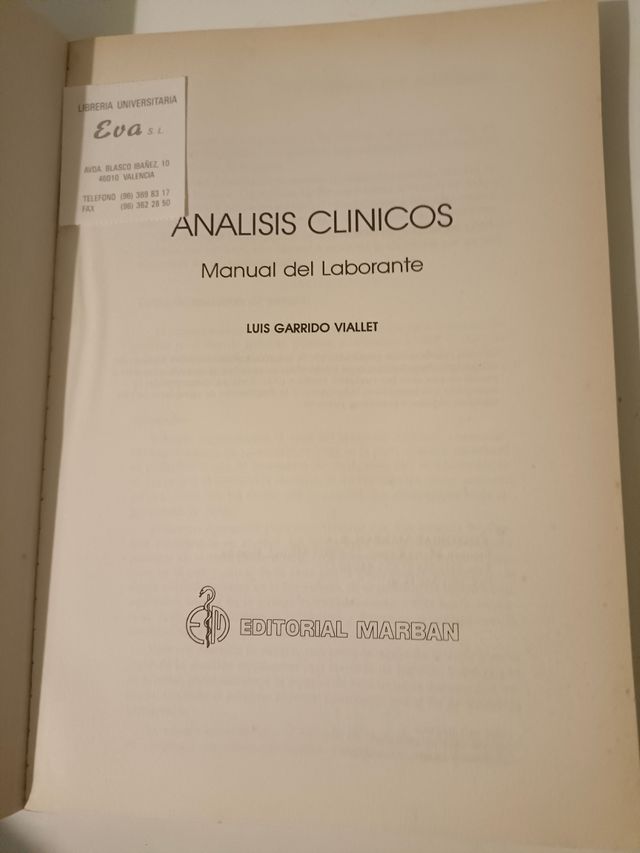 LIBRERIA UNIVERSITARIA
Eva S. L.
AVDA. BLASCO IBAÑEZ, 10
46010 VALENCIA
TELEFONO (96) 369 83 17
FAX (96) 362 28 50
ANALISIS CLINICOS
Manual del Laborante
LUIS GARRIDO VIALLET
EM EDITORIAL MARBAN